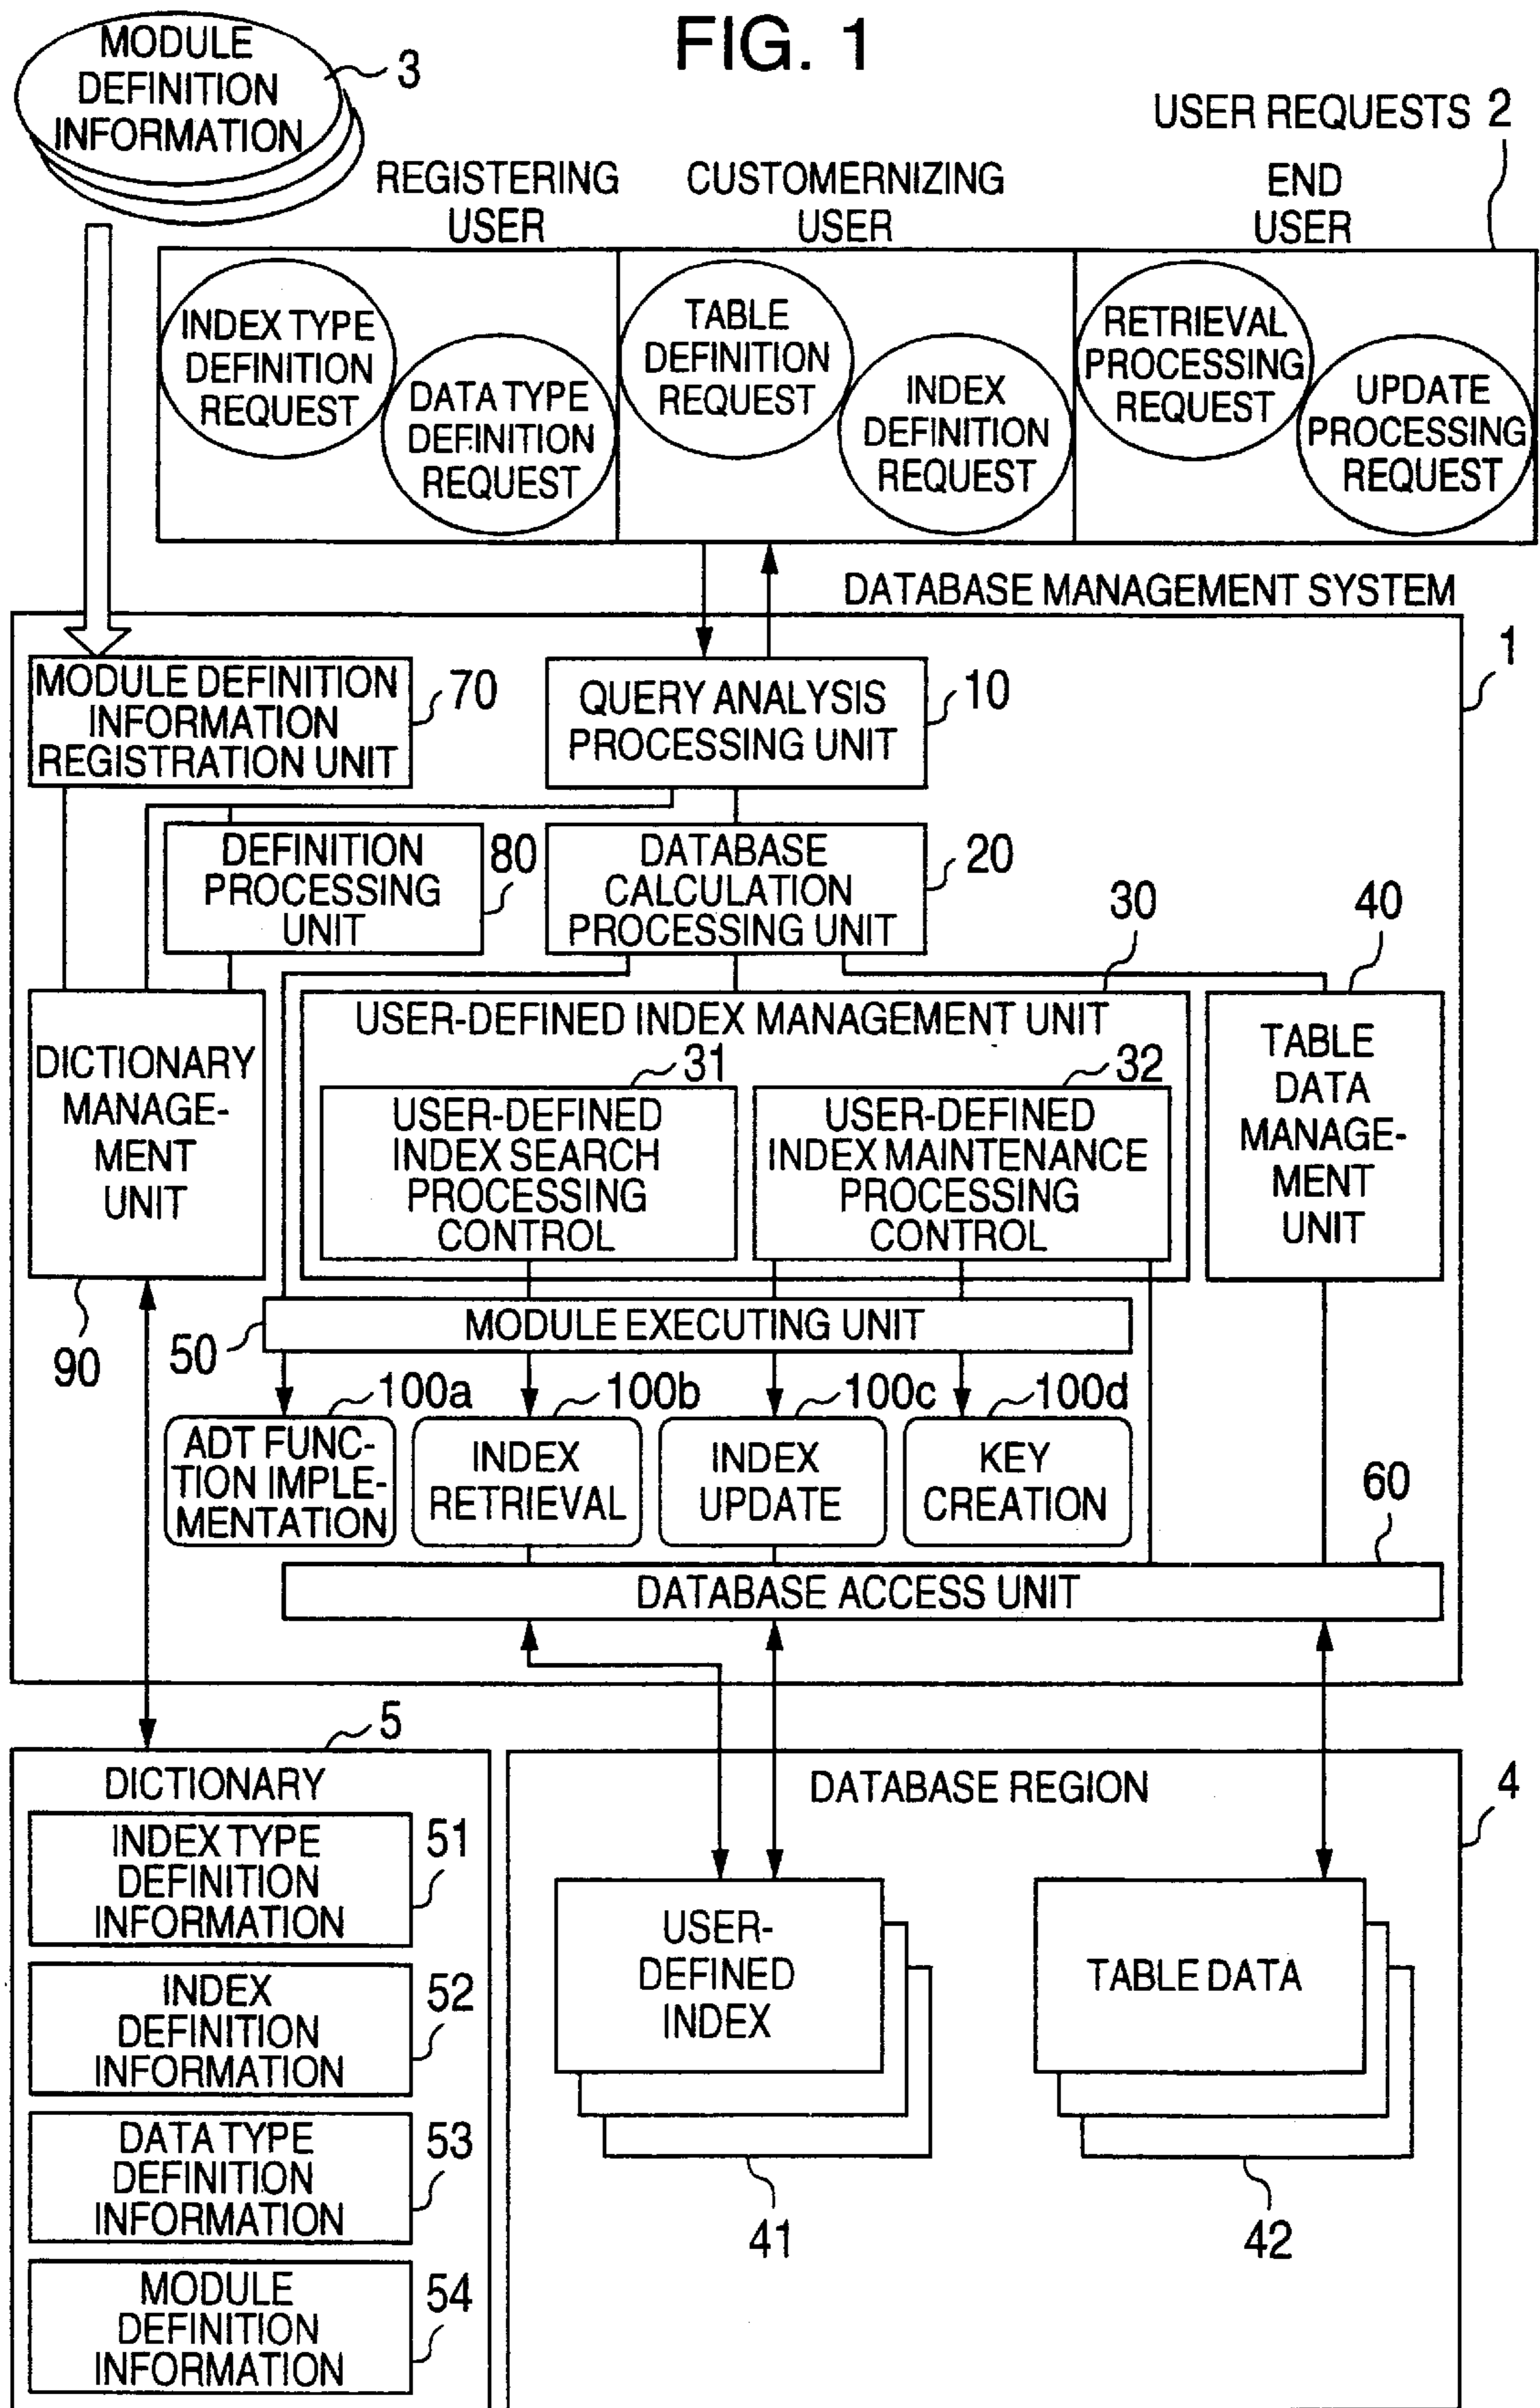 FIG. 1
MODULE
DEFINITION
INFORMATION
3
USER REQUESTS 2
REGISTERING
USER
CUSTOMERNIZING
USER
END
USER
INDEX TYPE
DEFINITION
REQUEST
DATA TYPE
DEFINITION
REQUEST
TABLE
DEFINITION
REQUEST
INDEX
DEFINITION
REQUEST
RETRIEVAL
PROCESSING
REQUEST
UPDATE
PROCESSING
REQUEST
DATABASE MANAGEMENT SYSTEM
1
MODULE DEFINITION
INFORMATION
REGISTRATION UNIT
70
QUERY ANALYSIS
PROCESSING UNIT
10
DEFINITION
PROCESSING
UNIT
80
DATABASE
CALCULATION
PROCESSING UNIT
20
30
40
DICTIONARY
MANAGE-
MENT
UNIT
90
USER-DEFINED INDEX MANAGEMENT UNIT
31
32
USER-DEFINED
INDEX SEARCH
PROCESSING
CONTROL
USER-DEFINED
INDEX MAINTENANCE
PROCESSING
CONTROL
TABLE
DATA
MANAGE-
MENT
UNIT
MODULE EXECUTING UNIT
50
100a
100b
100c
100d
ADT FUNC-
TION IMPLE-
MENTATION
INDEX
RETRIEVAL
INDEX
UPDATE
KEY
CREATION
60
DATABASE ACCESS UNIT
5
DICTIONARY
INDEX TYPE
DEFINITION
INFORMATION
51
INDEX
DEFINITION
INFORMATION
52
DATA TYPE
DEFINITION
INFORMATION
53
MODULE
DEFINITION
INFORMATION
54
DATABASE REGION
4
USER-
DEFINED
INDEX
41
TABLE DATA
42